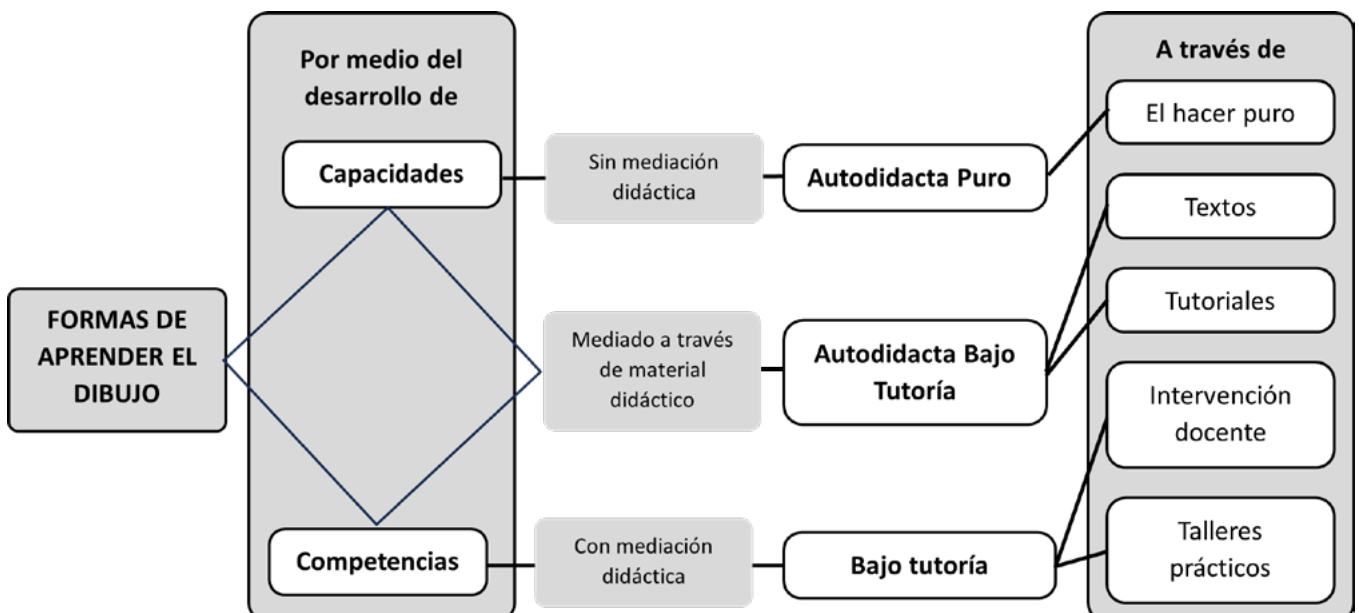 FORMAS DE
APRENDER EL
DIBUJO
Por medio del
desarrollo de
Capacidades
Competencias
Sin mediación
didáctica
Mediado a través
de material
didáctico
Con mediación
didáctica
Autodidacta Puro
Autodidacta Bajo
Tutoría
Bajo tutoría
A través de
El hacer puro
Textos
Tutoriales
Intervención
docente
Talleres
prácticos